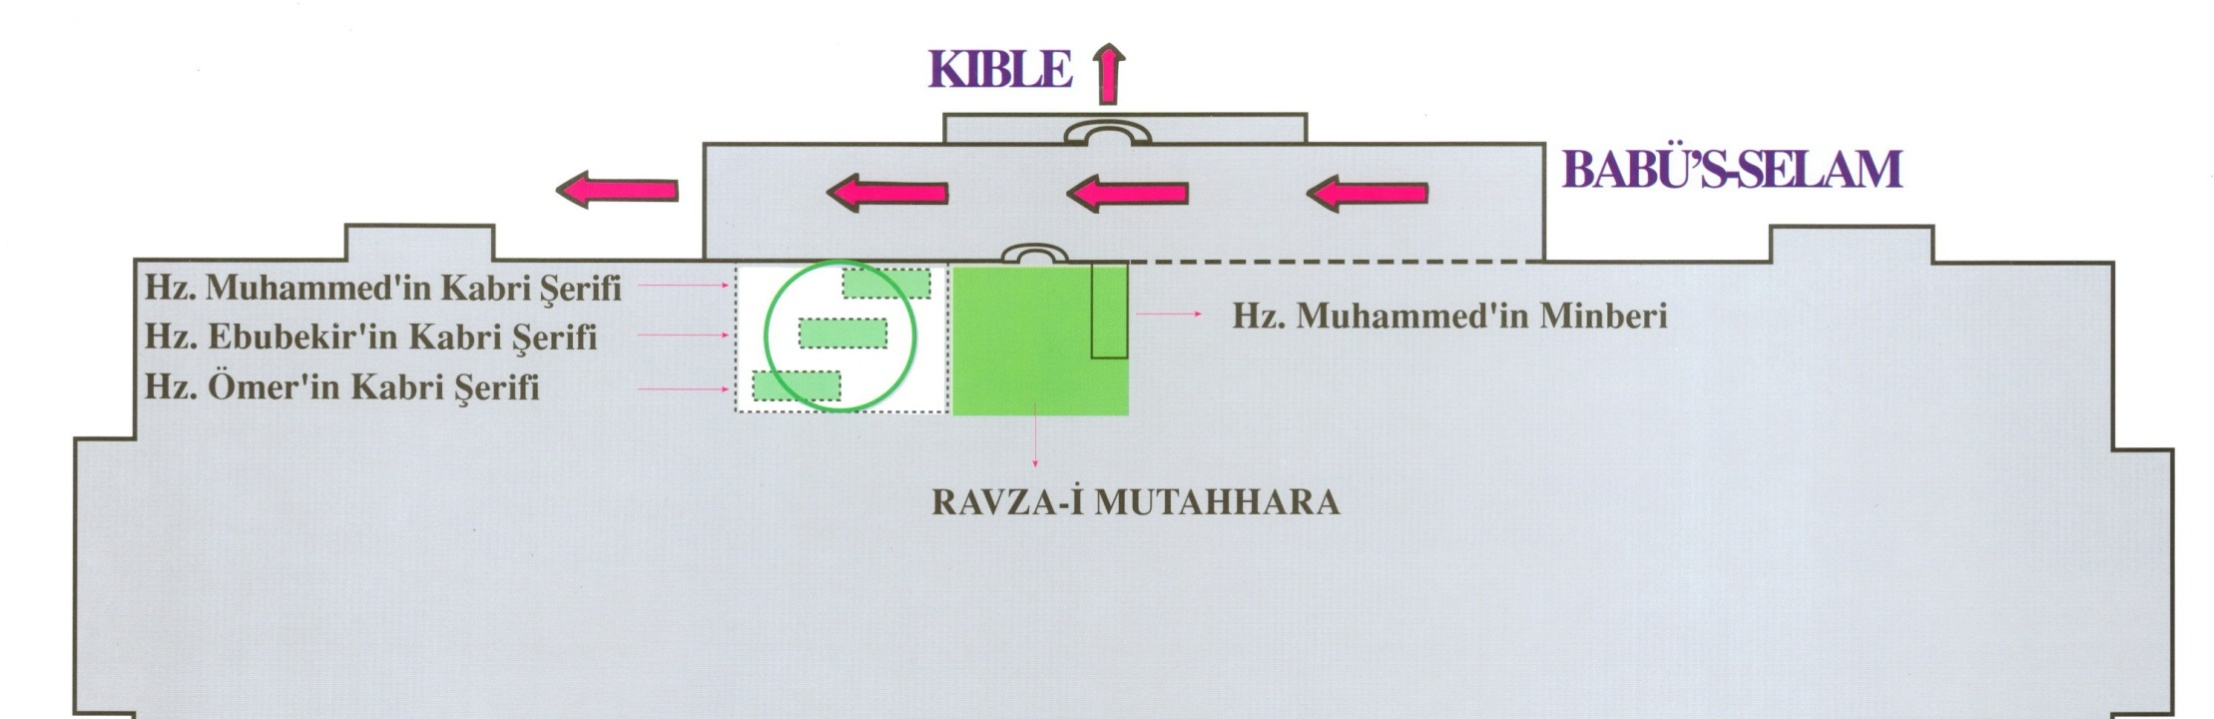 KIBLE
BABÜ'S-SELAM
Hz. Muhammed'in Kabri Şerifi
Hz. Ebubekir'in Kabri Şerifi
Hz. Ömer'in Kabri Şerifi
Hz. Muhammed'in Minberi
RAVZA-İ MUTAHHARA